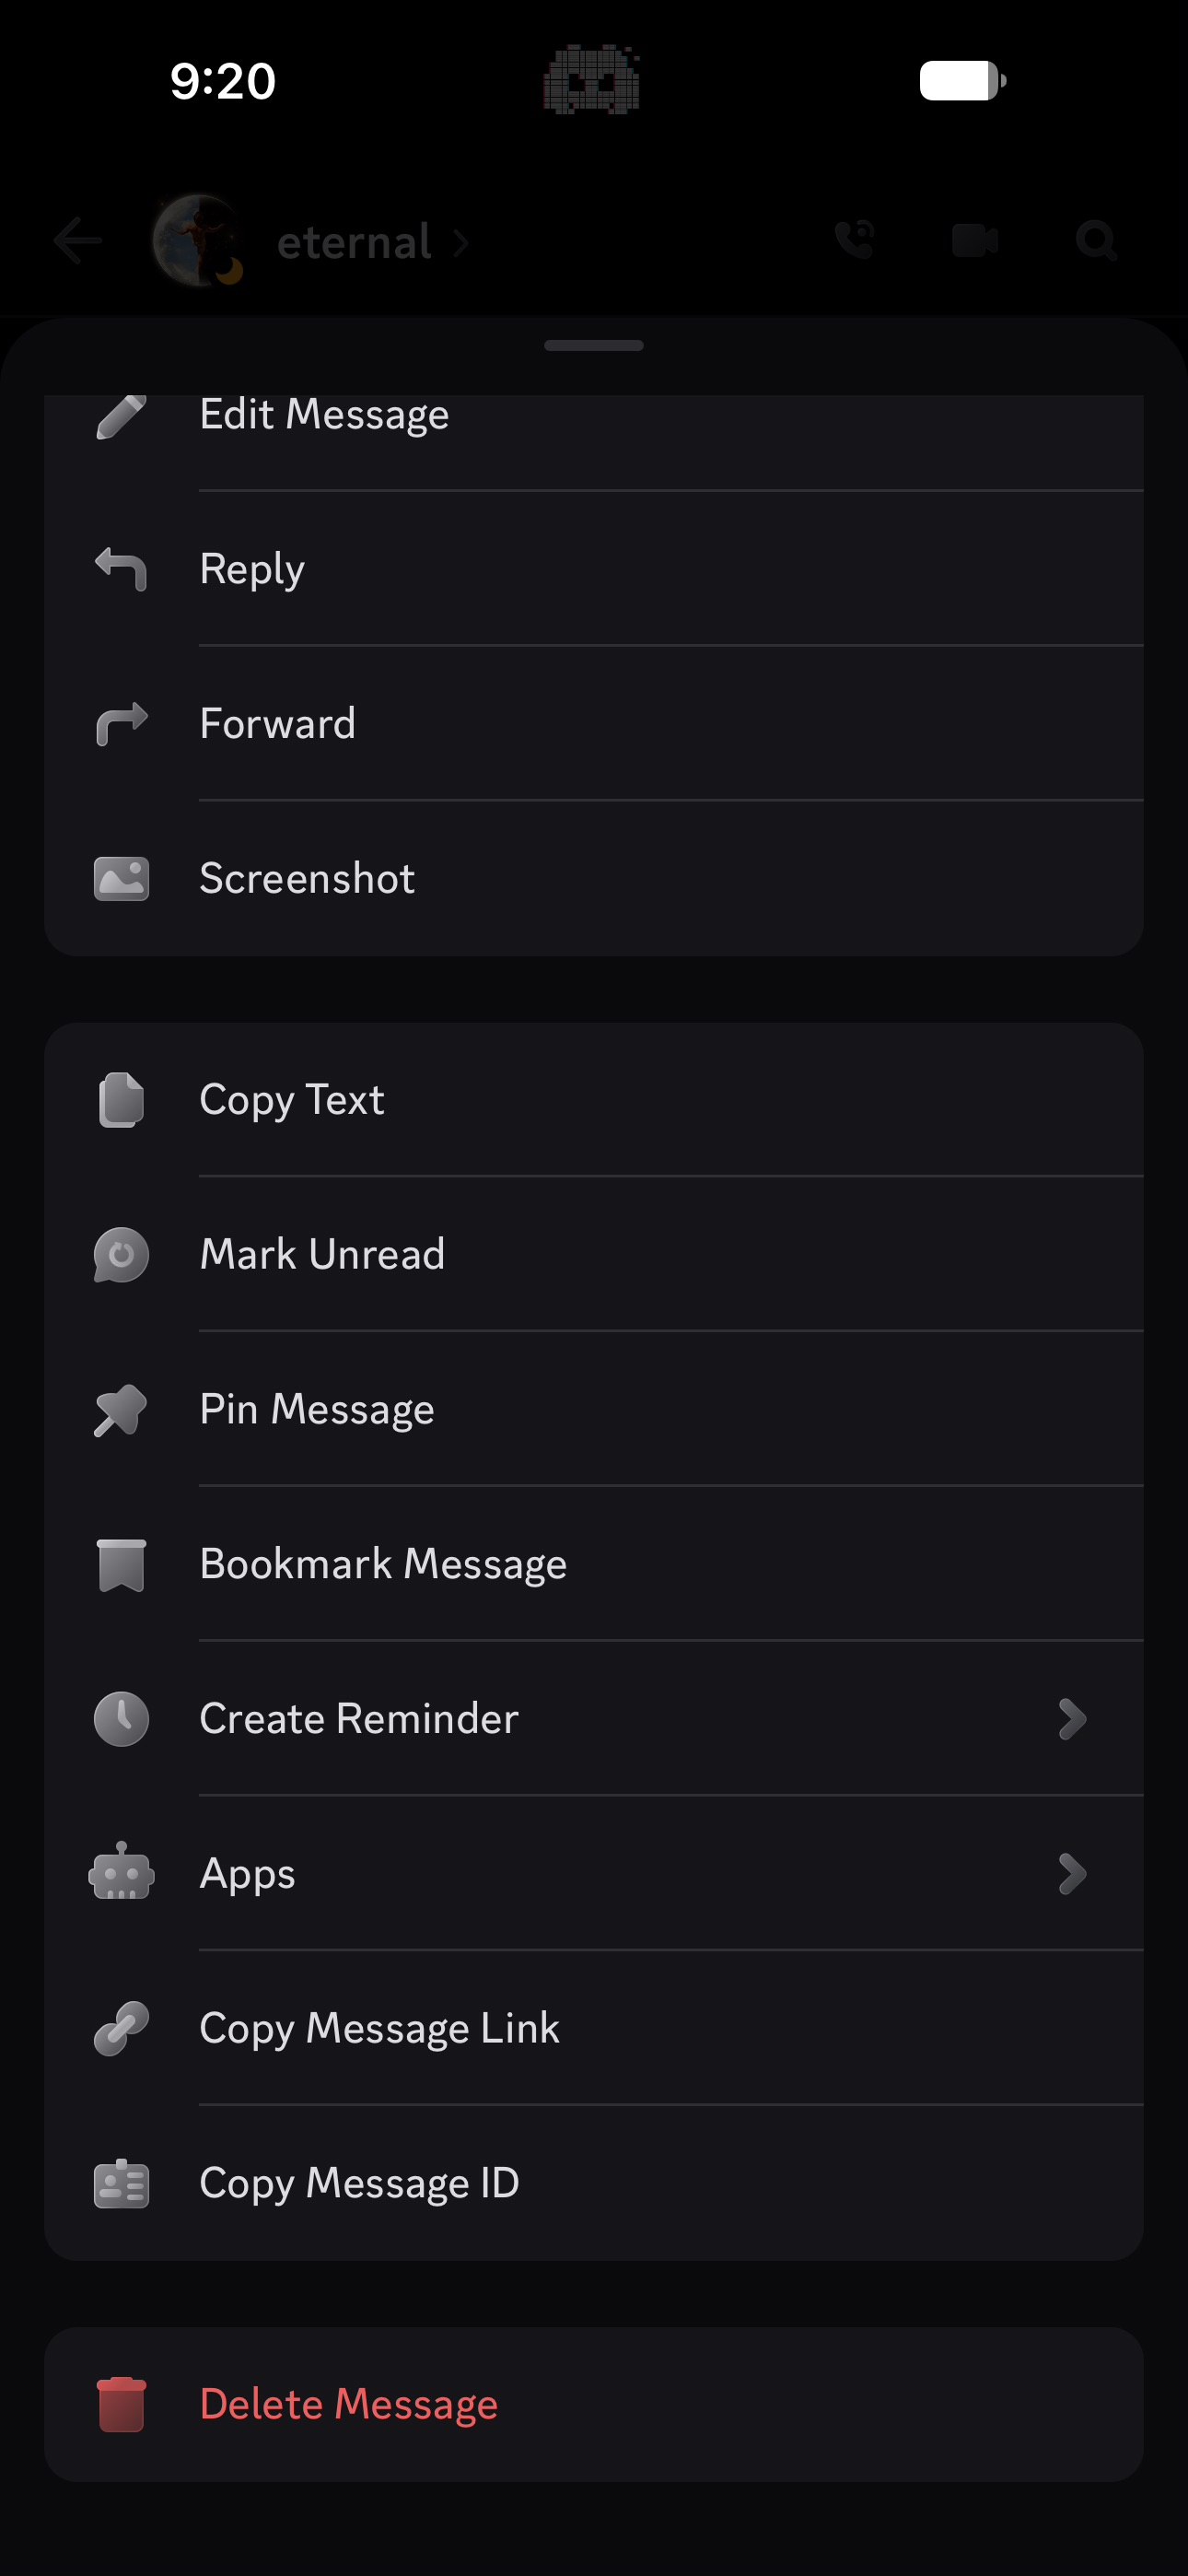 9:20
eternal
Edit Message
Reply
Forward
Screenshot
Copy Text
Mark Unread
Pin Message
Bookmark Message
Create Reminder
Apps
Copy Message Link
Copy Message ID
Delete Message